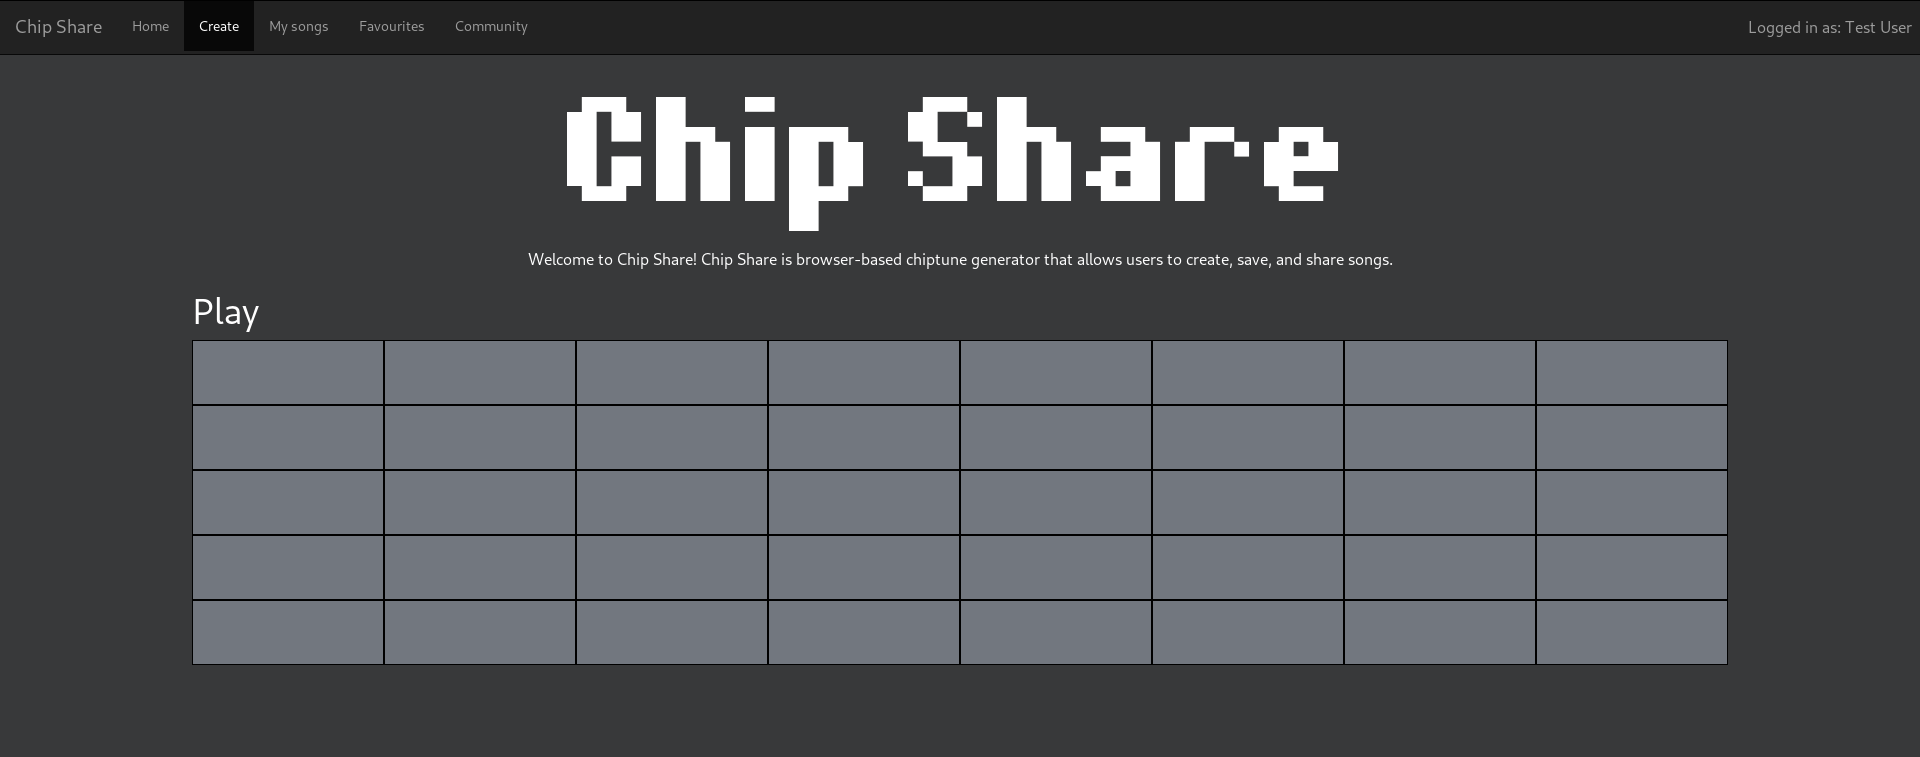 Chip Share Home Create My songs Favourites Community Logged in as: Test User
Chip Share
Welcome to Chip Share! Chip Share is browser-based chiptune generator that allows users to create, save, and share songs.
Play